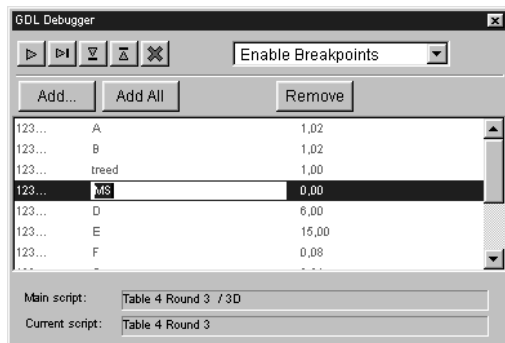 GDL Debugger
Enable Breakpoints
Add... Add All Remove
123... A 1,02
123... B 1,02
123... treed 1,00
123... MS 0,00
123... D 6,00
123... E 15,00
123... F 0,08
Main script: Table 4 Round 3 / 3D
Current script: Table 4 Round 3